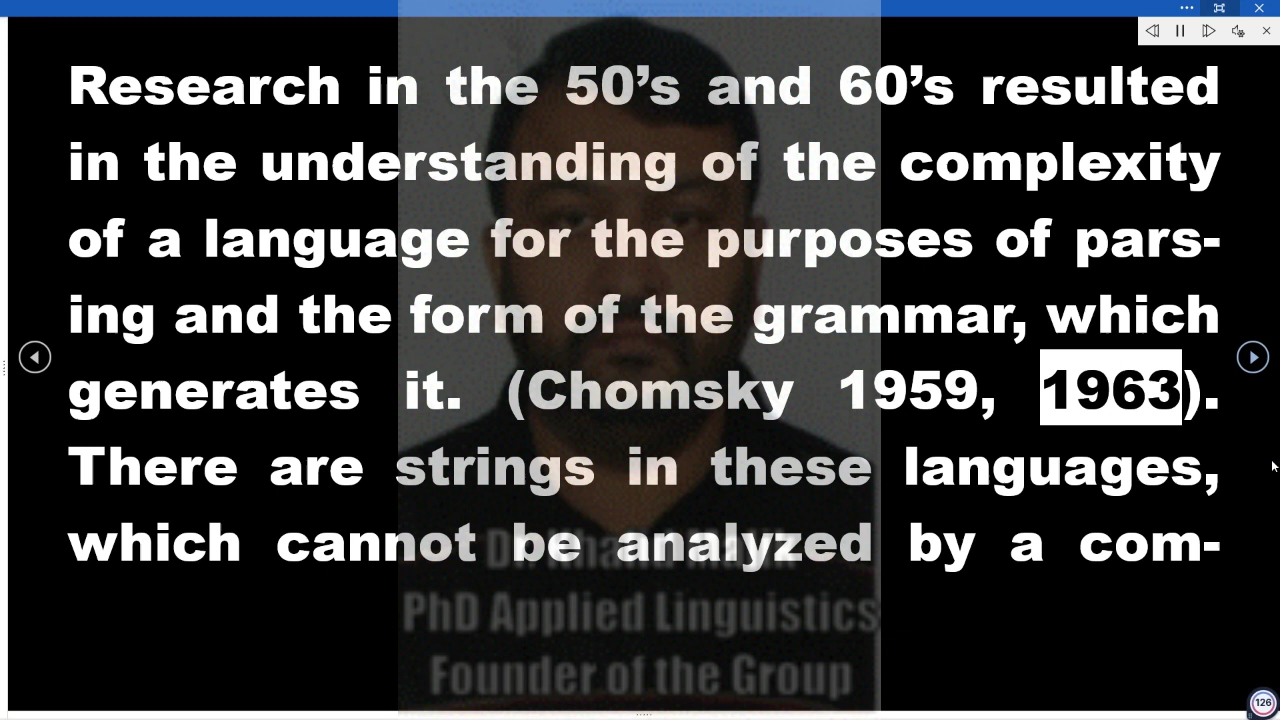 Research in the 50’s and 60’s resulted
in the understanding of the complexity
of a language for the purposes of pars-
ing and the form of the grammar, which
generates it. (Chomsky 1959, 1963).
There are strings in these languages,
which cannot be analyzed by a com-
PhD Applied Linguistics
Founder of the Group
126